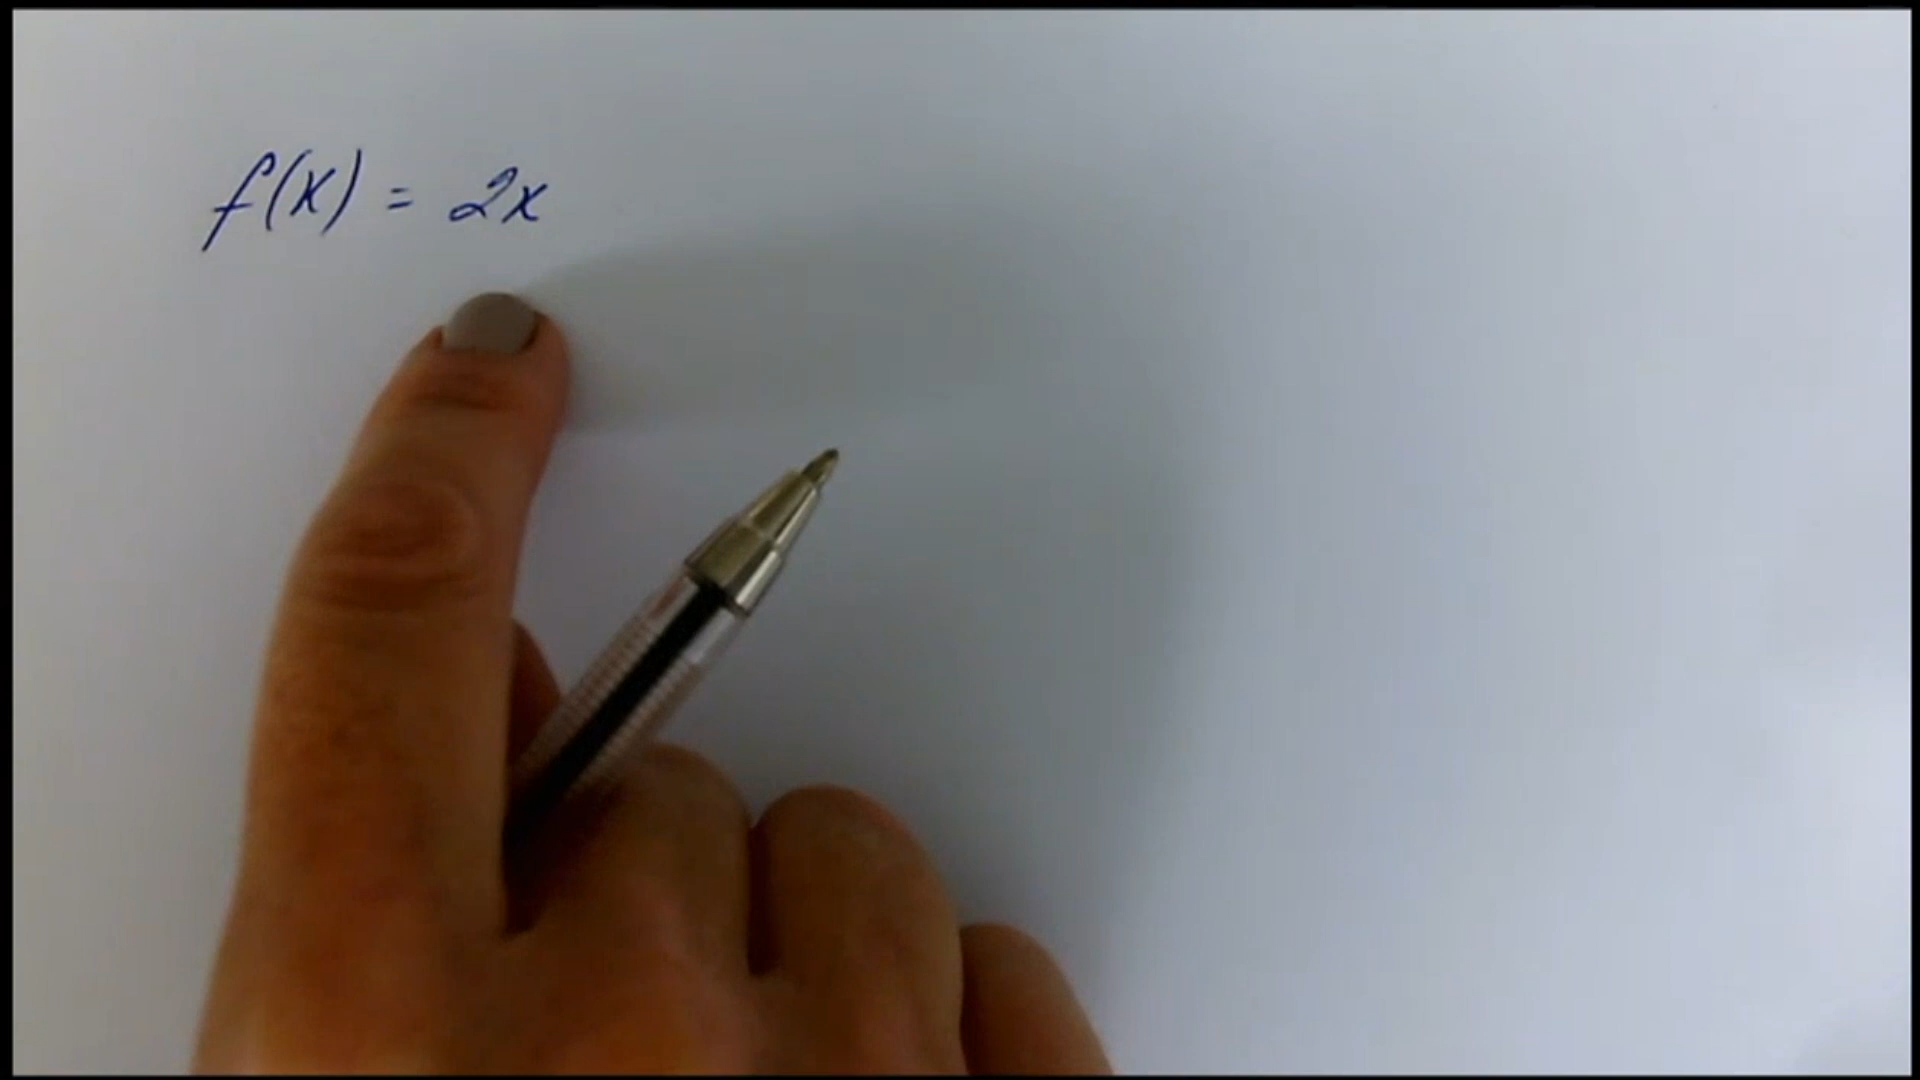 f(x) = 2x